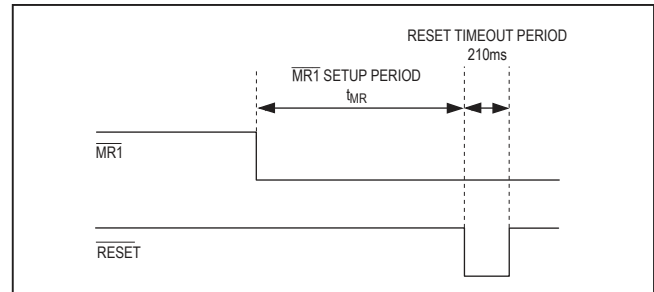 RESET TIMEOUT PERIOD
210ms
MR1 SETUP PERIOD
tMR
MR1
RESET